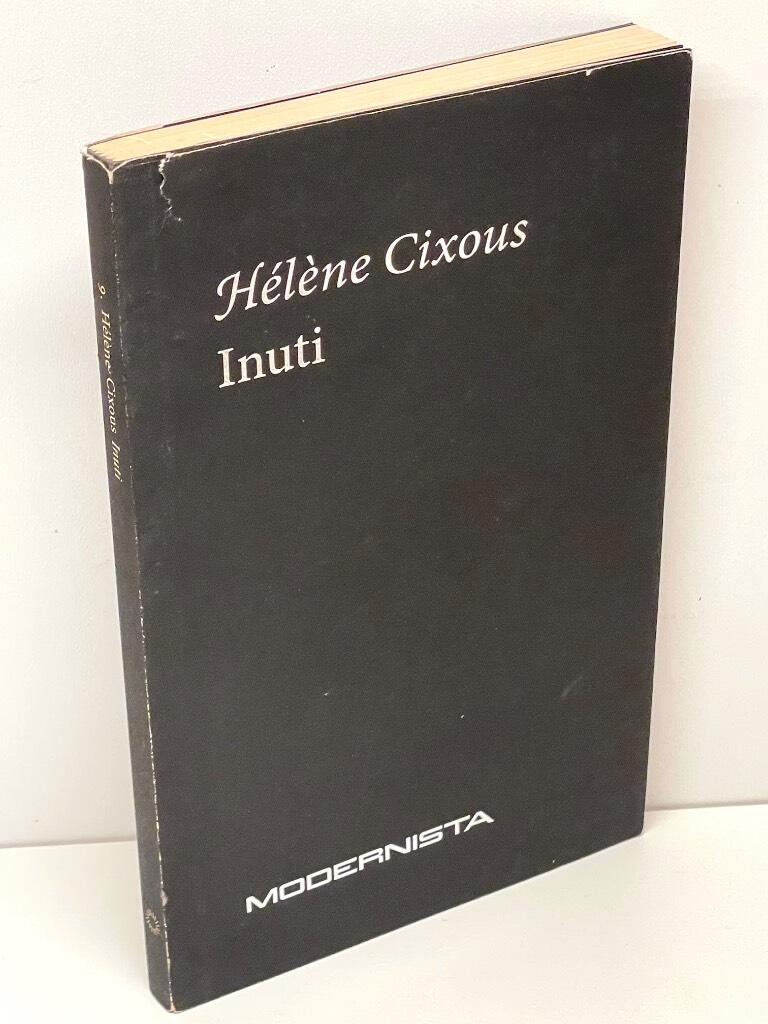 Hélène Cixous
Inuti
MODERNISTA
9. Hélène Cixous Inuti